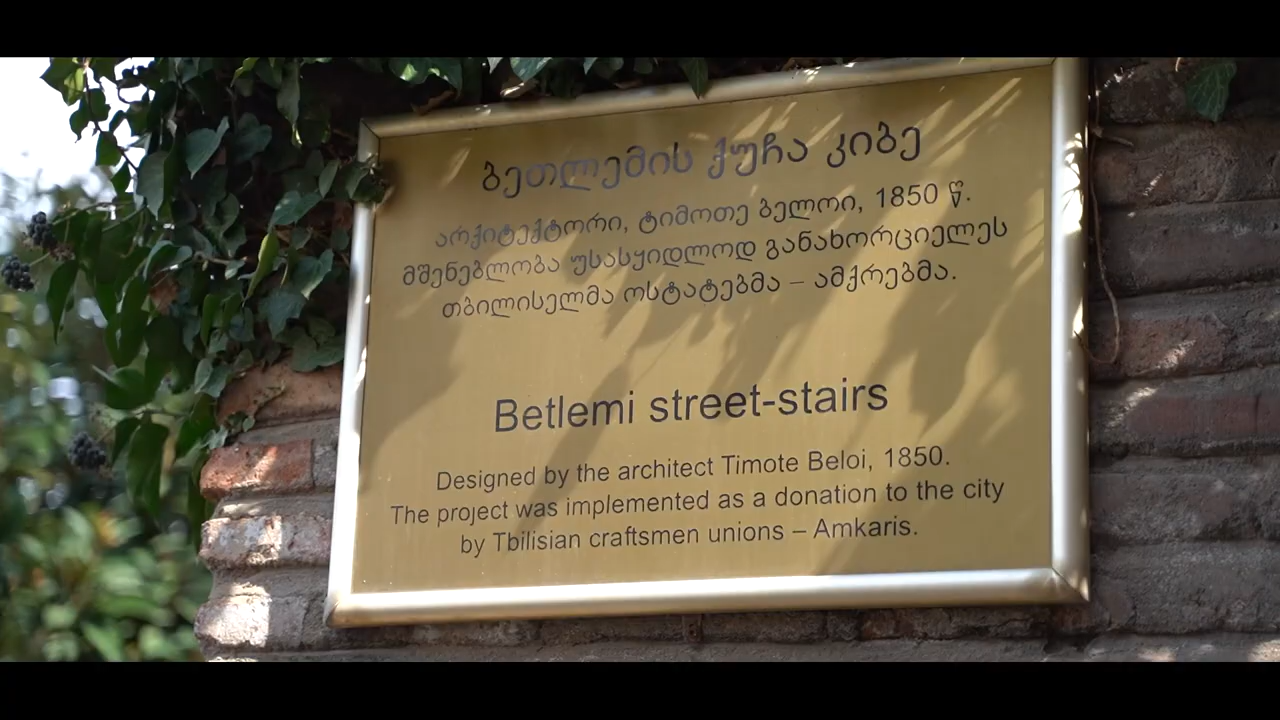 ბეთლემის ქუჩა კიბე
არქიტექტორი, ტიმოთე ბელოი, 1850 წ.
მშენებლობა უსასყიდლოდ განახორციელეს
თბილისელმა ოსტატებმა – ამქრებმა.
Betlemi street-stairs
Designed by the architect Timote Beloi, 1850.
The project was implemented as a donation to the city
by Tbilisian craftsmen unions – Amkaris.